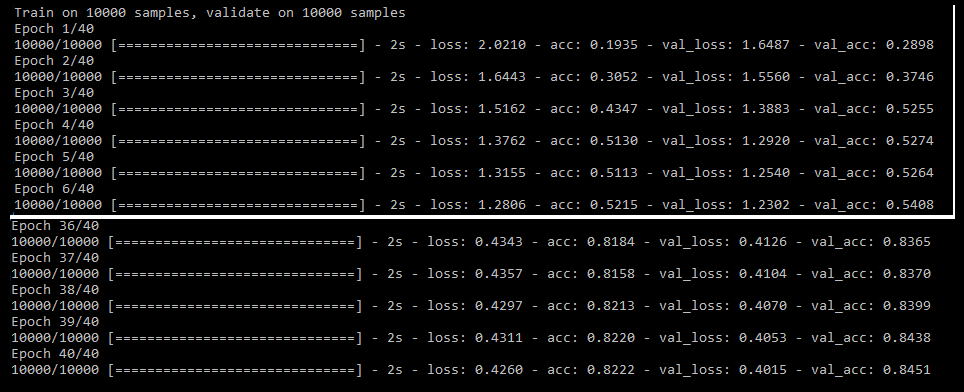 Train on 10000 samples, validate on 10000 samples
Epoch 1/40
10000/10000 [==============================] - 2s - loss: 2.0210 - acc: 0.1935 - val_loss: 1.6487 - val_acc: 0.2898
Epoch 2/40
10000/10000 [==============================] - 2s - loss: 1.6443 - acc: 0.3052 - val_loss: 1.5560 - val_acc: 0.3746
Epoch 3/40
10000/10000 [==============================] - 2s - loss: 1.5162 - acc: 0.4347 - val_loss: 1.3883 - val_acc: 0.5255
Epoch 4/40
10000/10000 [==============================] - 2s - loss: 1.3762 - acc: 0.5130 - val_loss: 1.2920 - val_acc: 0.5274
Epoch 5/40
10000/10000 [==============================] - 2s - loss: 1.3155 - acc: 0.5113 - val_loss: 1.2540 - val_acc: 0.5264
Epoch 6/40
10000/10000 [==============================] - 2s - loss: 1.2806 - acc: 0.5215 - val_loss: 1.2302 - val_acc: 0.5408
Epoch 36/40
10000/10000 [==============================] - 2s - loss: 0.4343 - acc: 0.8184 - val_loss: 0.4126 - val_acc: 0.8365
Epoch 37/40
10000/10000 [==============================] - 2s - loss: 0.4357 - acc: 0.8158 - val_loss: 0.4104 - val_acc: 0.8370
Epoch 38/40
10000/10000 [==============================] - 2s - loss: 0.4297 - acc: 0.8213 - val_loss: 0.4070 - val_acc: 0.8399
Epoch 39/40
10000/10000 [==============================] - 2s - loss: 0.4311 - acc: 0.8220 - val_loss: 0.4053 - val_acc: 0.8438
Epoch 40/40
10000/10000 [==============================] - 2s - loss: 0.4260 - acc: 0.8222 - val_loss: 0.4015 - val_acc: 0.8451